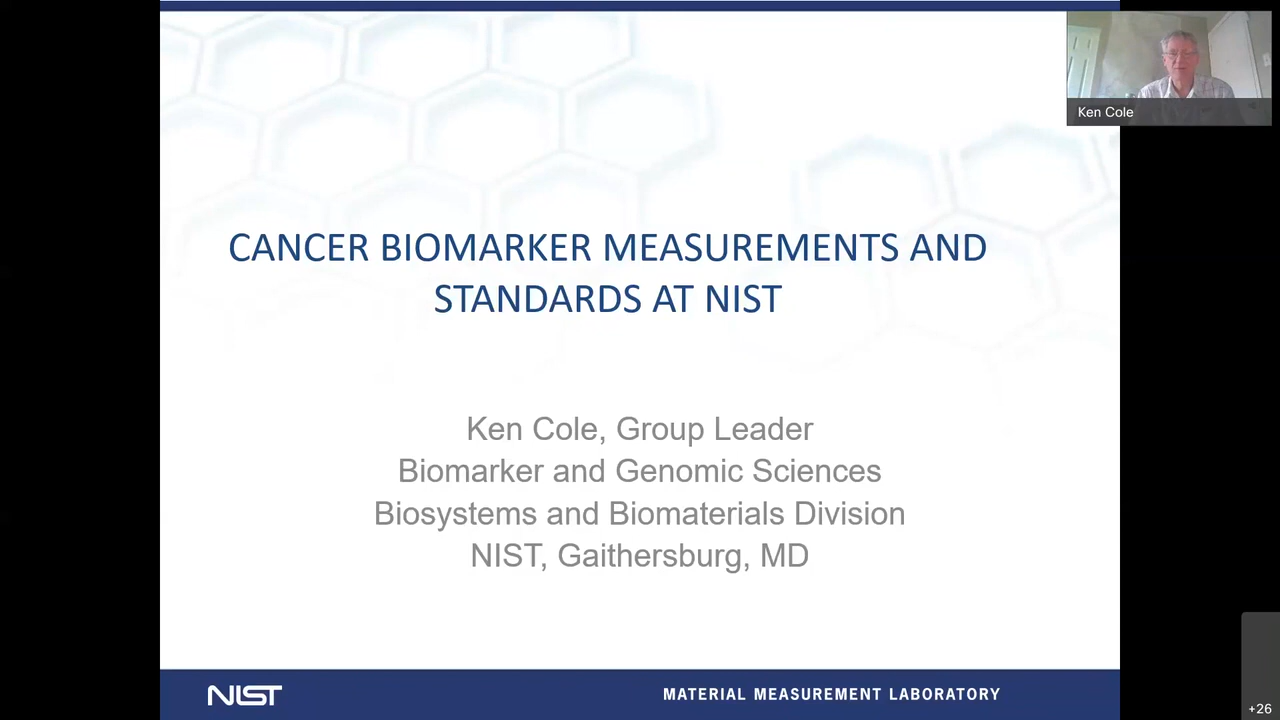 Ken Cole
CANCER BIOMARKER MEASUREMENTS AND
STANDARDS AT NIST
Ken Cole, Group Leader
Biomarker and Genomic Sciences
Biosystems and Biomaterials Division
NIST, Gaithersburg, MD
NIST
MATERIAL MEASUREMENT LABORATORY
+26